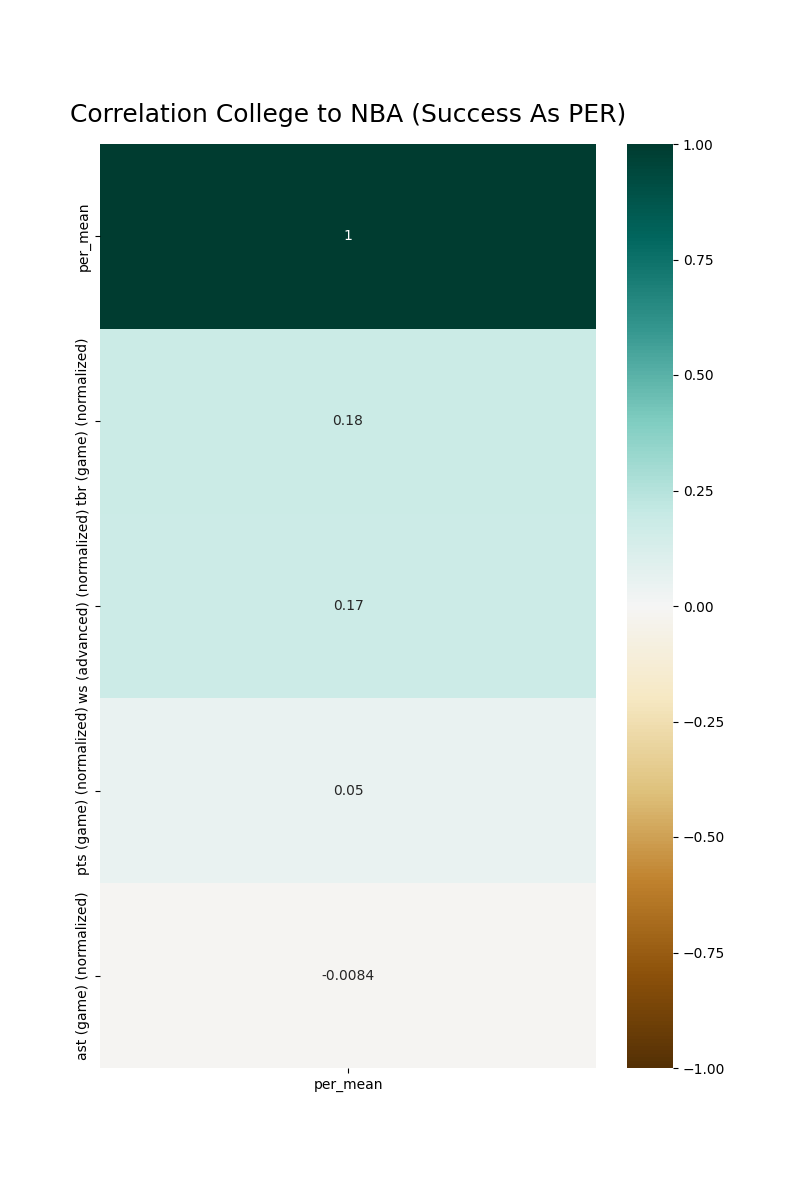 Correlation College to NBA (Success As PER)
per_mean
tbr (game) (normalized)
ws (advanced) (normalized)
pts (game) (normalized)
ast (game) (normalized)
1
0.18
0.17
0.05
-0.0084
per_mean
1.00
0.75
0.50
0.25
0.00
−0.25
−0.50
−0.75
−1.00